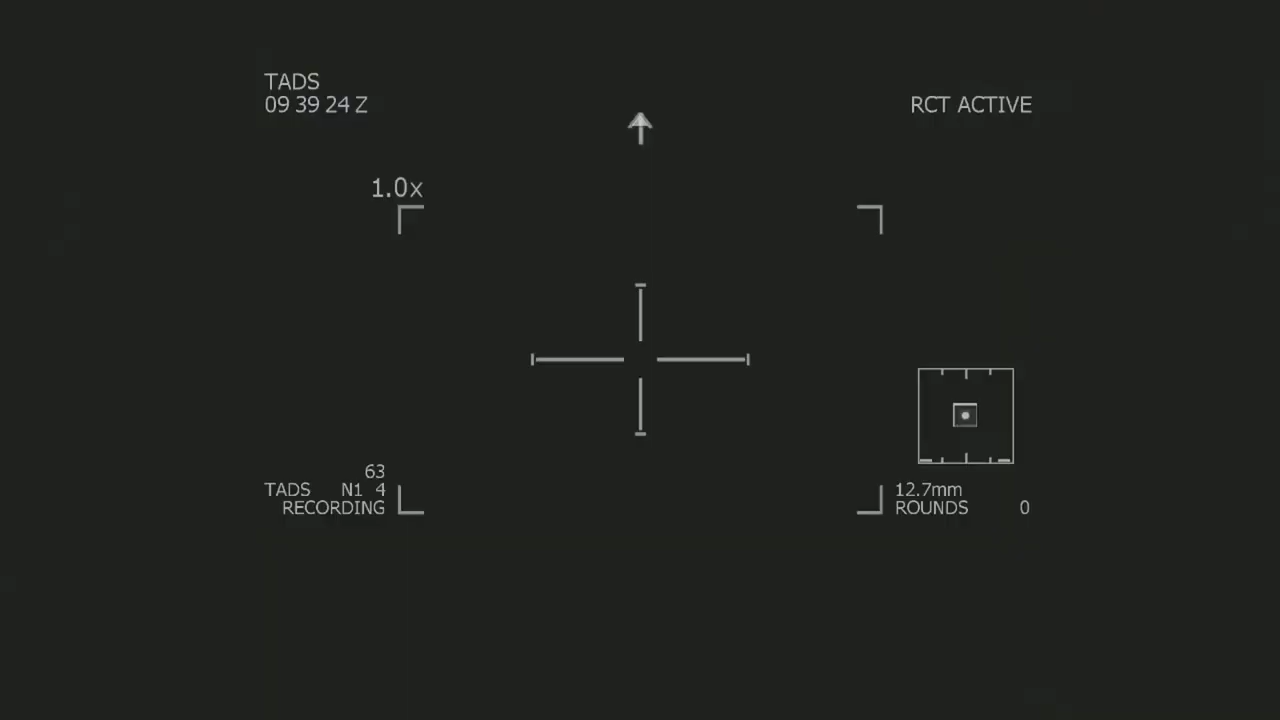 TADS
09 39 24 Z
RCT ACTIVE
1.0x
63
TADS N1 4
RECORDING
12.7mm
ROUNDS 0